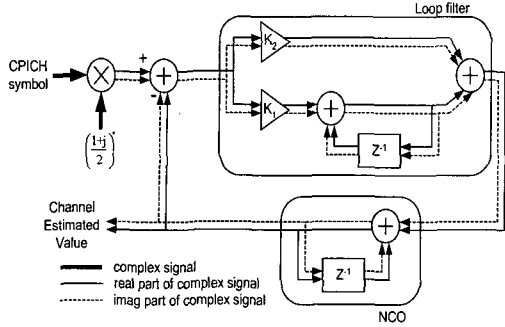 Loop filter
CPICH
symbol
+
-
K2
K1
Z-1
(1+j / 2)*
Channel
Estimated
Value
Z-1
NCO
complex signal
real part of complex signal
imag part of complex signal